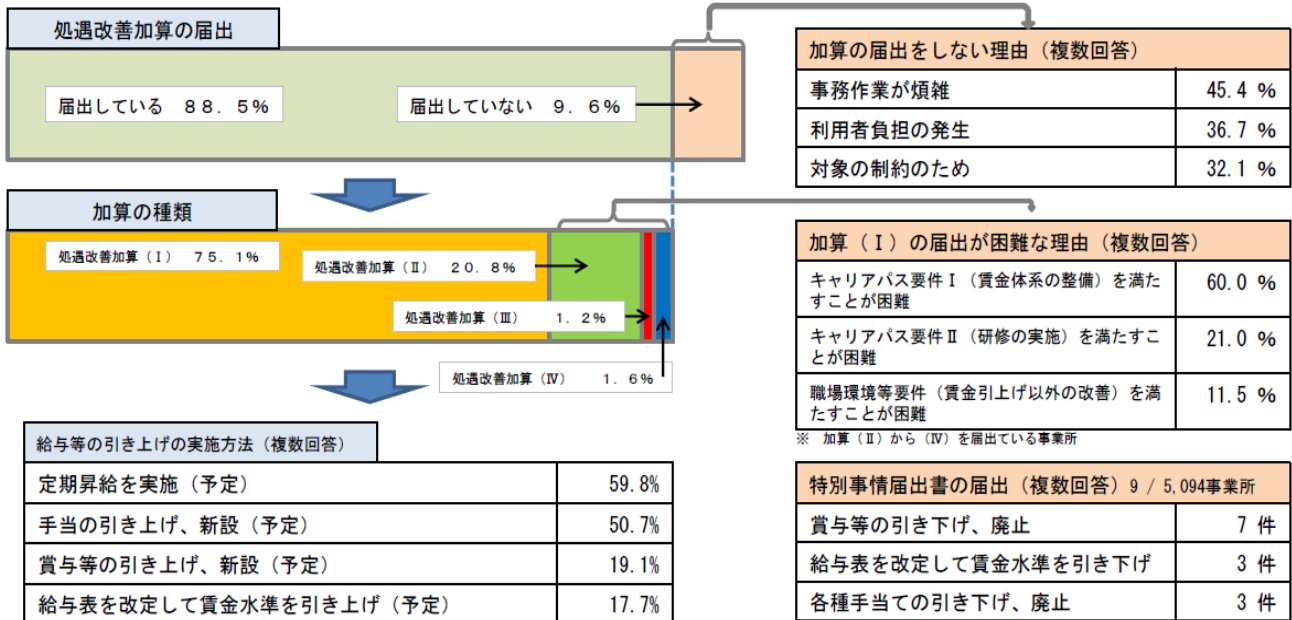 処遇改善加算の届出
届出している 88.5%
届出していない 9.6%
加算の種類
処遇改善加算(Ⅰ) 75.1%
処遇改善加算(Ⅱ) 20.8%
処遇改善加算(Ⅲ) 1.2%
処遇改善加算(Ⅳ) 1.6%
給与等の引き上げの実施方法(複数回答)
定期昇給を実施(予定) 59.8%
手当の引き上げ、新設(予定) 50.7%
賞与等の引き上げ、新設(予定) 19.1%
給与表を改定して賃金水準を引き上げ(予定) 17.7%
加算の届出をしない理由(複数回答)
事務作業が煩雑 45.4 %
利用者負担の発生 36.7 %
対象の制約のため 32.1 %
加算(Ⅰ)の届出が困難な理由(複数回答)
キャリアパス要件Ⅰ(賃金体系の整備)を満た
すことが困難 60.0 %
キャリアパス要件Ⅱ(研修の実施)を満たすこ
とが困難 21.0 %
職場環境等要件(賃金引上げ以外の改善)を満
たすことが困難 11.5 %
※ 加算(Ⅱ)から(Ⅳ)を届出ている事業所
特別事情届出書の届出(複数回答)9 / 5,094事業所
賞与等の引き下げ、廃止 7 件
給与表を改定して賃金水準を引き下げ 3 件
各種手当ての引き下げ、廃止 3 件